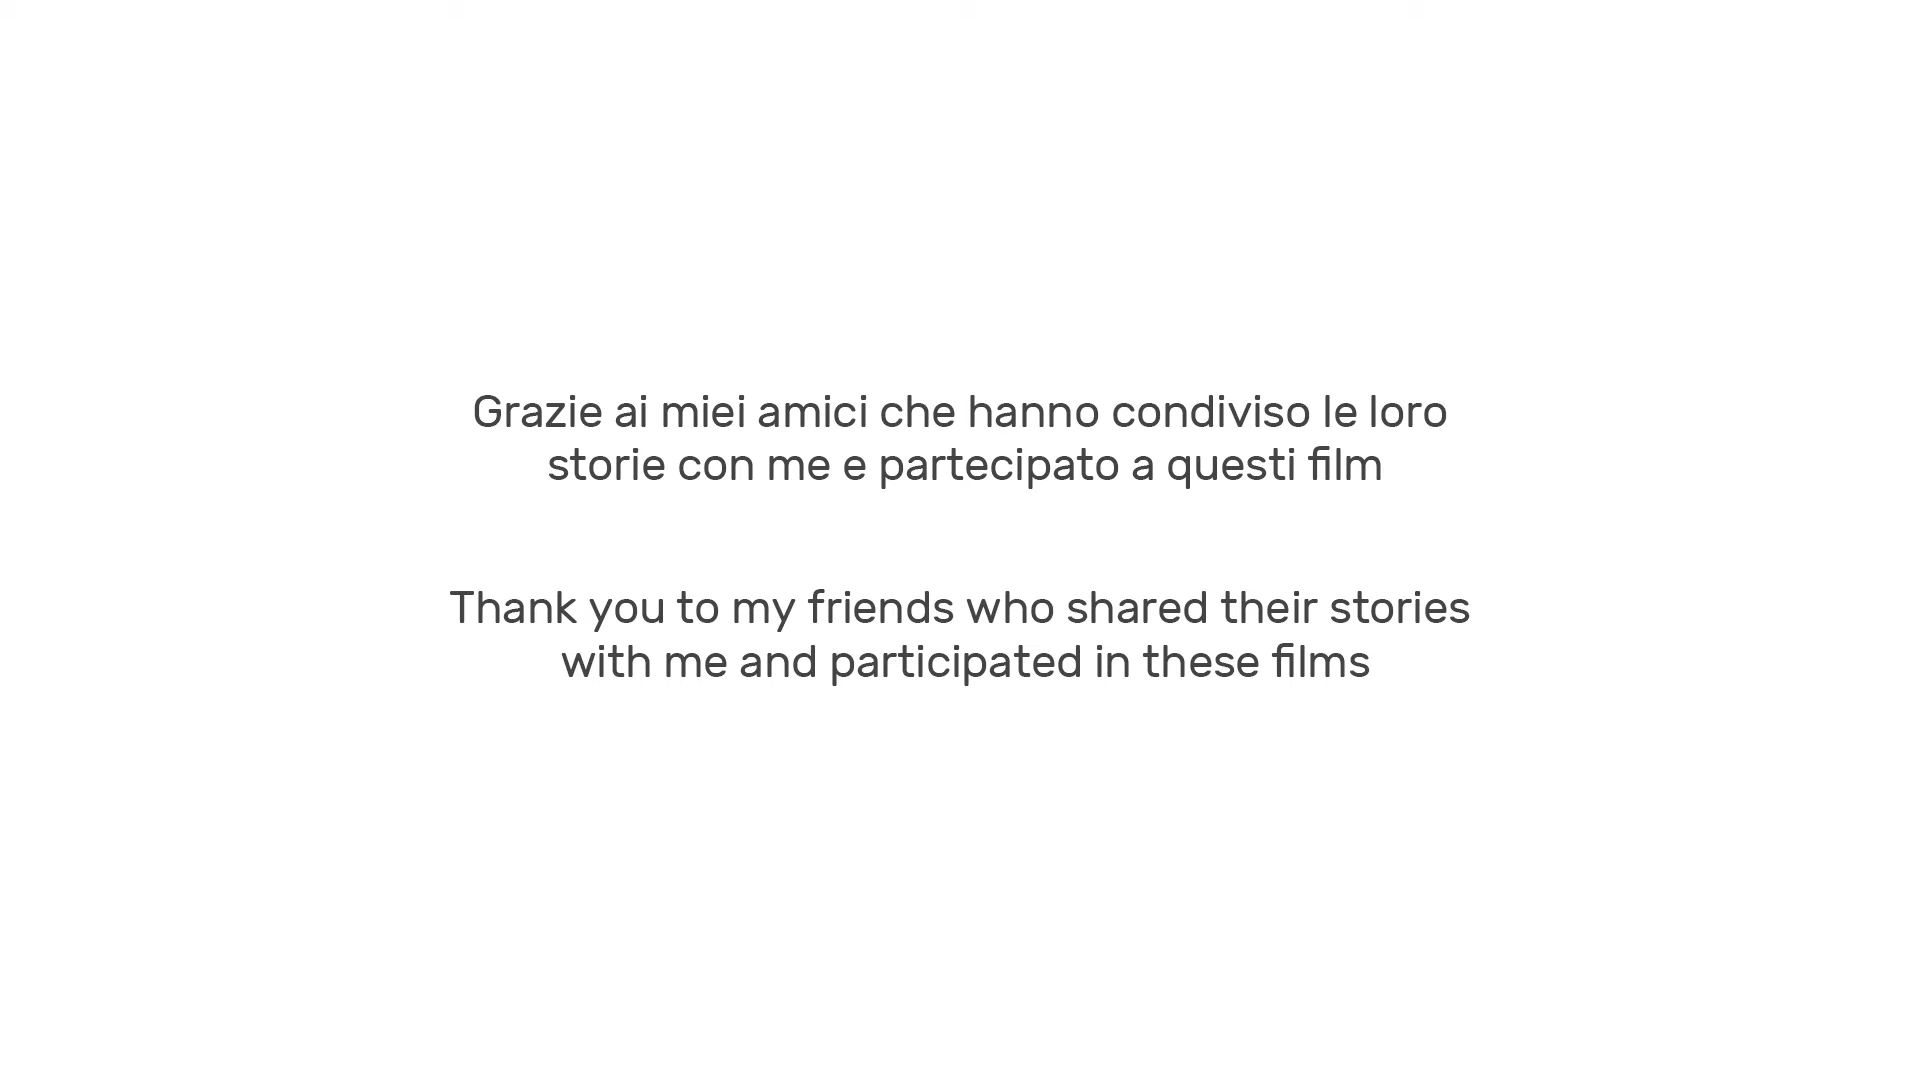 Grazie ai miei amici che hanno condiviso le loro
storie con me e partecipato a questi film
Thank you to my friends who shared their stories
with me and participated in these films